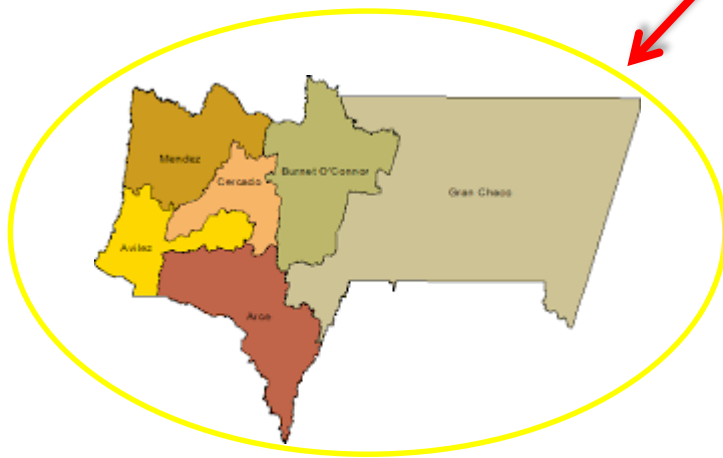 Mendez
Cercado
Burnet O'Connor
Gran Chaco
Aviles
Arce